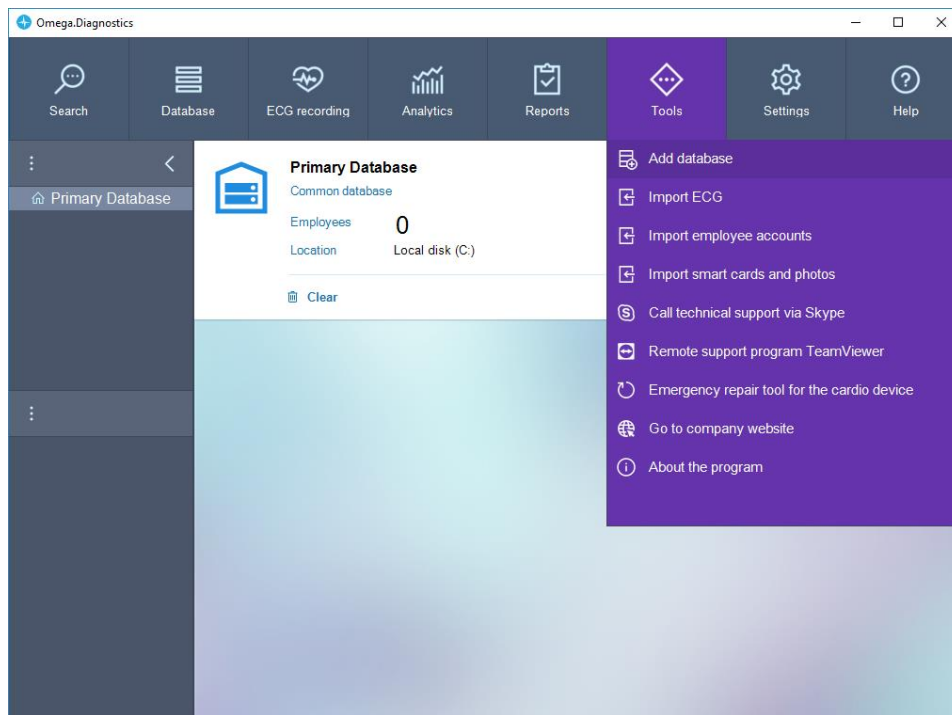 Omega.Diagnostics
Search
Database
ECG recording
Analytics
Reports
Tools
Settings
Help
Primary Database
Primary Database
Common database
Employees 0
Location Local disk (C:)
Clear
Add database
Import ECG
Import employee accounts
Import smart cards and photos
Call technical support via Skype
Remote support program TeamViewer
Emergency repair tool for the cardio device
Go to company website
About the program